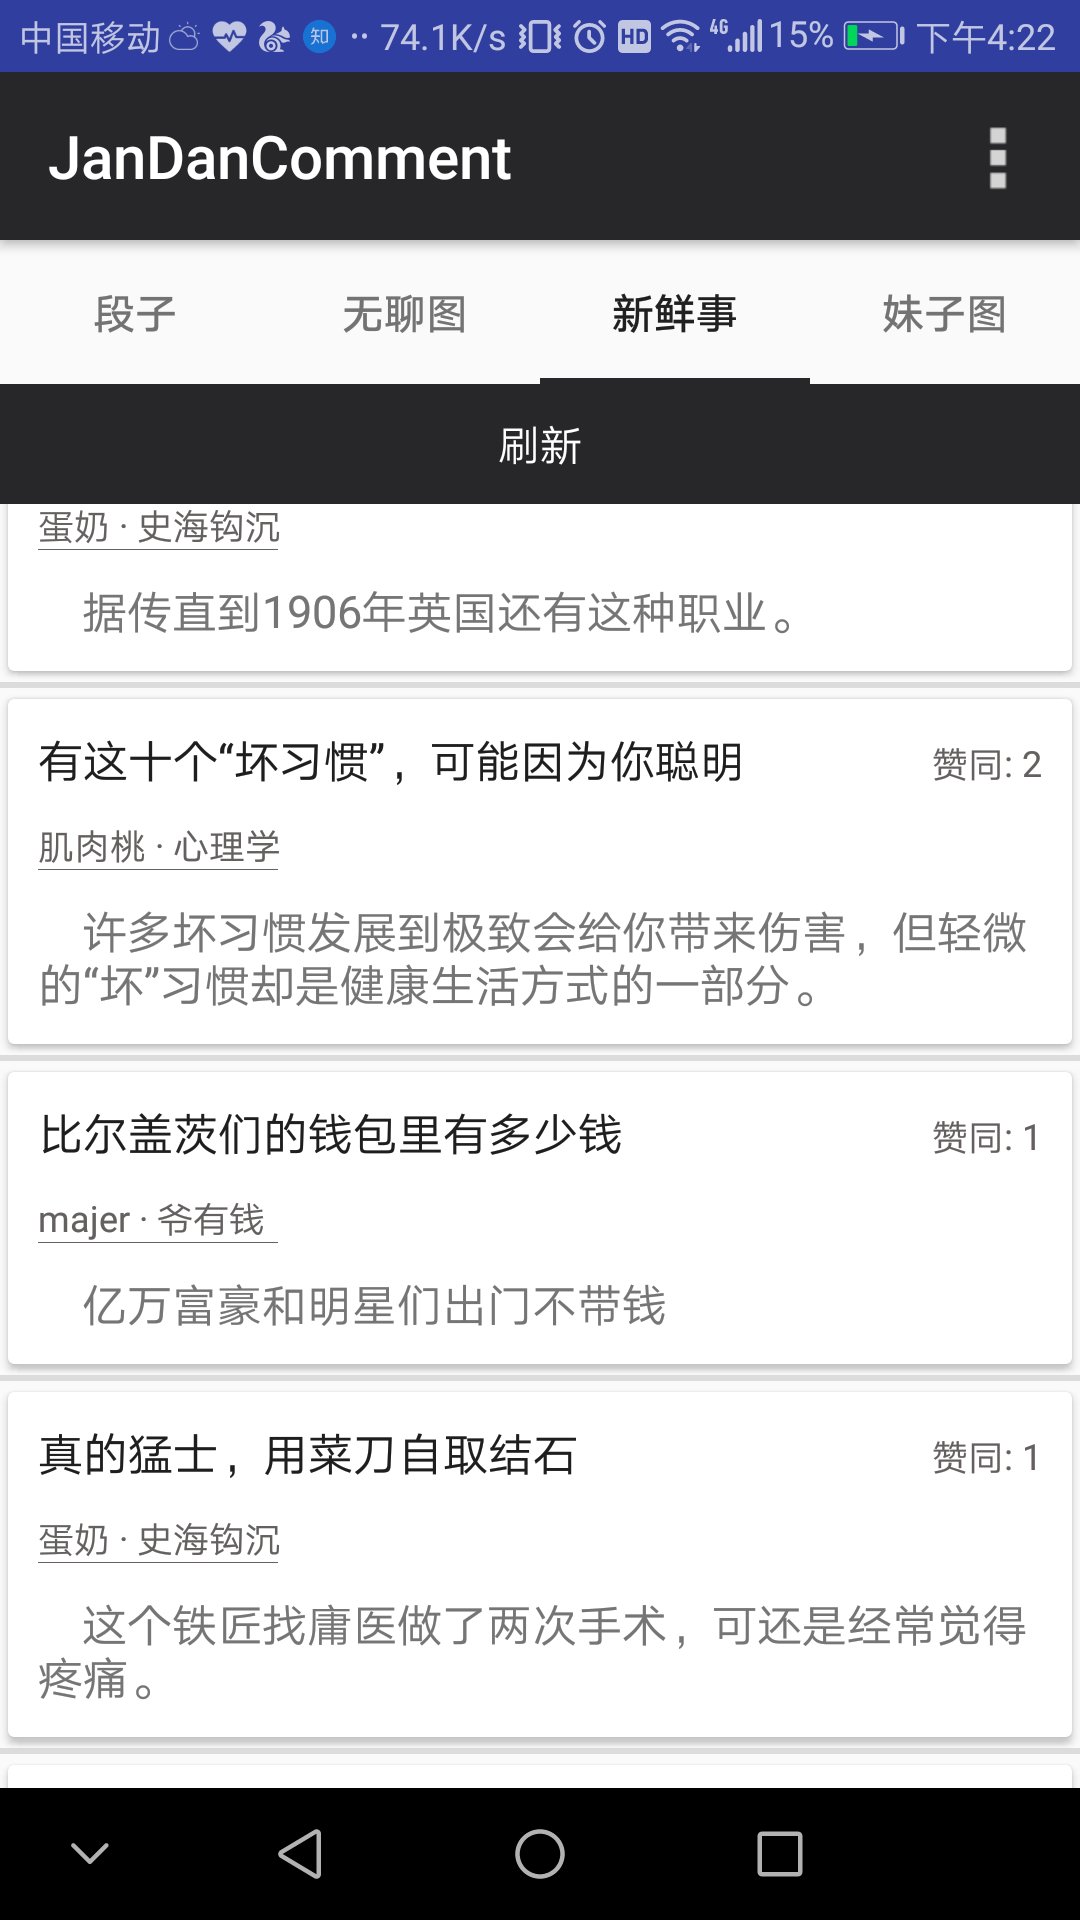 中国移动 知 ·· 74.1K/s HD 4G 15% 下午4:22
JanDanComment
段子 无聊图 新鲜事 妹子图
刷新
蛋奶 · 史海钩沉
据传直到1906年英国还有这种职业。
有这十个“坏习惯”，可能因为你聪明 赞同: 2
肌肉桃 · 心理学
许多坏习惯发展到极致会给你带来伤害，但轻微
的“坏”习惯却是健康生活方式的一部分。
比尔盖茨们的钱包里有多少钱 赞同: 1
majer · 爷有钱
亿万富豪和明星们出门不带钱
真的猛士，用菜刀自取结石 赞同: 1
蛋奶 · 史海钩沉
这个铁匠找庸医做了两次手术，可还是经常觉得
疼痛。